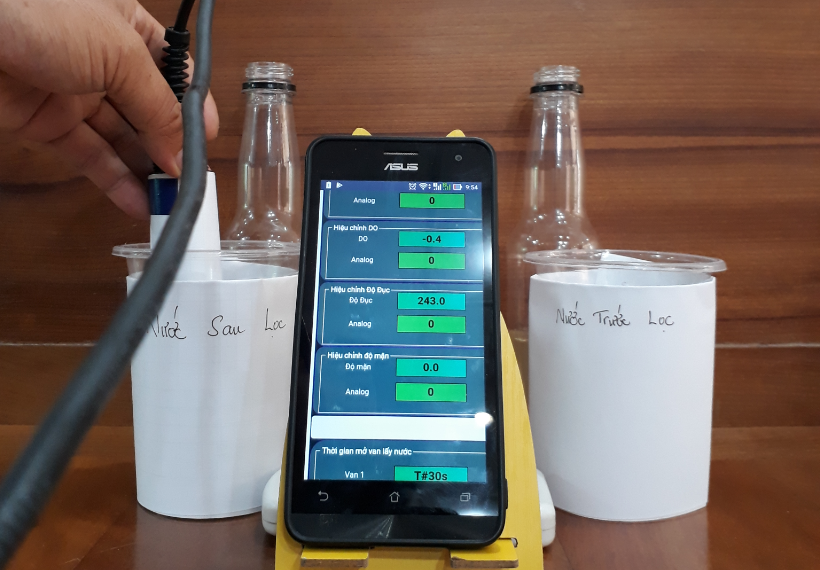 ASUS
9:54
Analog 0
Hiệu chỉnh DO
DO -0.4
Analog 0
Hiệu chỉnh Độ Đục
Độ Đục 243.0
Analog 0
Hiệu chỉnh độ mặn
Độ mặn 0.0
Analog 0
Thời gian mở van lấy nước
Van 1 T#30s
Nước Sau Lọc
Nước Trước Lọc